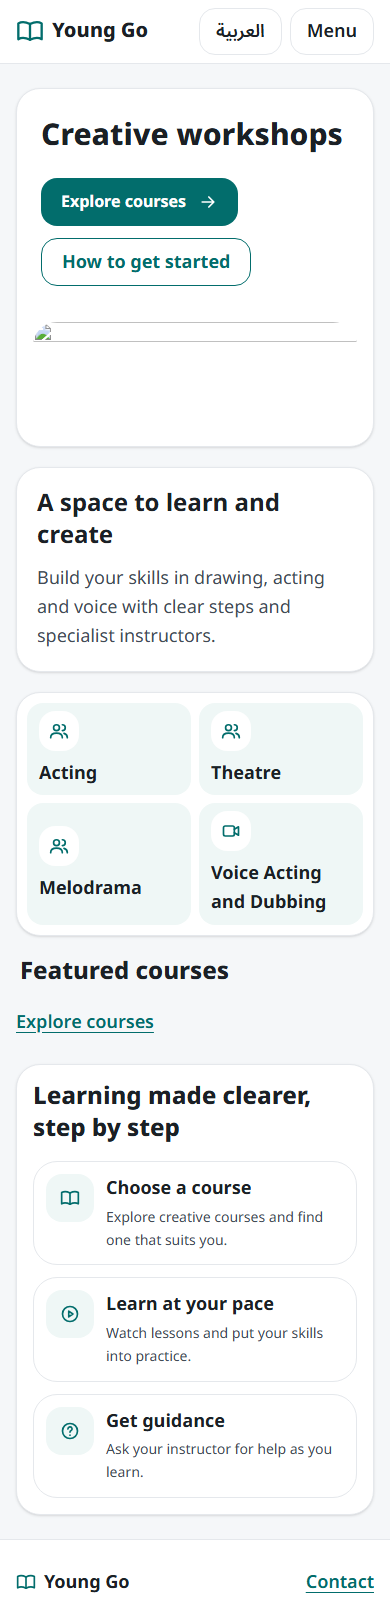 Young Go
العربية
Menu
Creative workshops
Explore courses
How to get started
A space to learn and
create
Build your skills in drawing, acting
and voice with clear steps and
specialist instructors.
Acting
Theatre
Melodrama
Voice Acting
and Dubbing
Featured courses
Explore courses
Learning made clearer,
step by step
Choose a course
Explore creative courses and find
one that suits you.
Learn at your pace
Watch lessons and put your skills
into practice.
Get guidance
Ask your instructor for help as you
learn.
Young Go
Contact